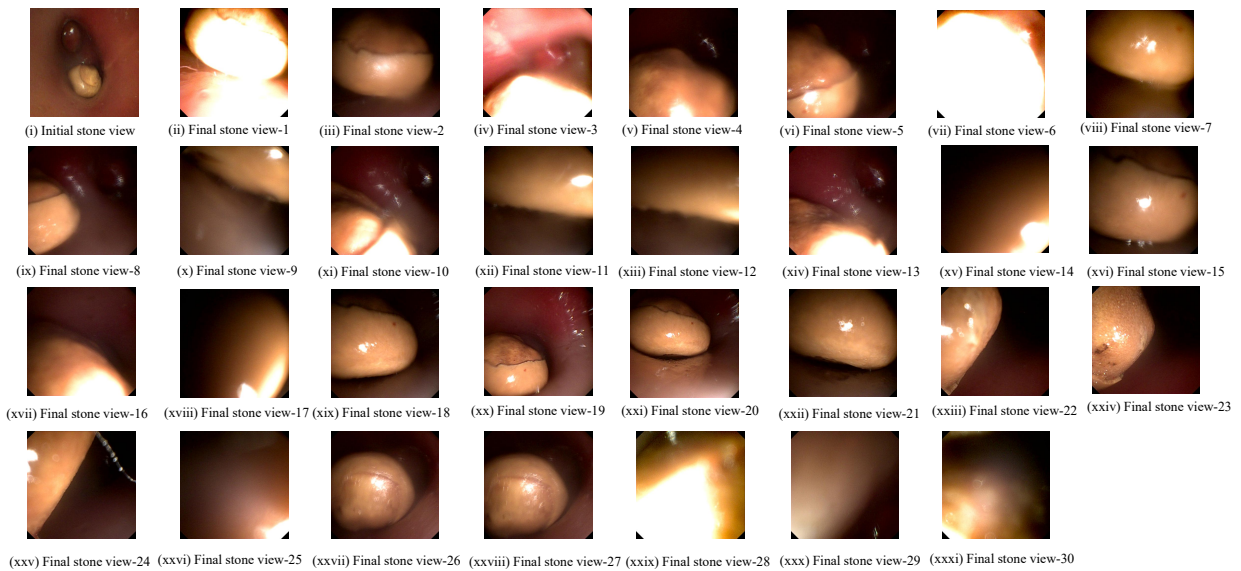 (i) Initial stone view
(ii) Final stone view-1
(iii) Final stone view-2
(iv) Final stone view-3
(v) Final stone view-4
(vi) Final stone view-5
(vii) Final stone view-6
(viii) Final stone view-7
(ix) Final stone view-8
(x) Final stone view-9
(xi) Final stone view-10
(xii) Final stone view-11
(xiii) Final stone view-12
(xiv) Final stone view-13
(xv) Final stone view-14
(xvi) Final stone view-15
(xvii) Final stone view-16
(xviii) Final stone view-17
(xix) Final stone view-18
(xx) Final stone view-19
(xxi) Final stone view-20
(xxii) Final stone view-21
(xxiii) Final stone view-22
(xxiv) Final stone view-23
(xxv) Final stone view-24
(xxvi) Final stone view-25
(xxvii) Final stone view-26
(xxviii) Final stone view-27
(xxix) Final stone view-28
(xxx) Final stone view-29
(xxxi) Final stone view-30